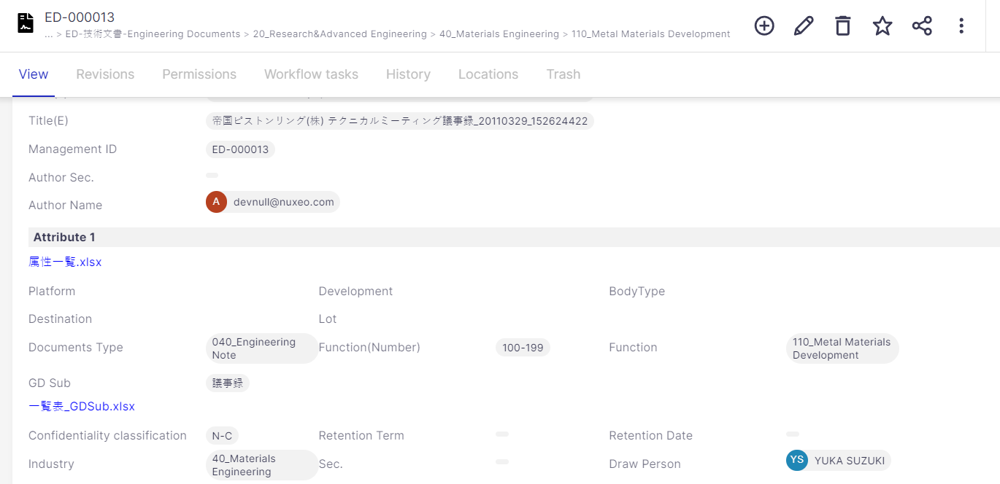 ED-000013
... > ED-技術文書-Engineering Documents > 20_Research&Advanced Engineering > 40_Materials Engineering > 110_Metal Materials Development
View Revisions Permissions Workflow tasks History Locations Trash
Title(E) 帝国ピストンリング(株) テクニカルミーティング議事録_20110329_152624422
Management ID ED-000013
Author Sec.
Author Name A devnull@nuxeo.com
Attribute 1
属性一覧.xlsx
Platform Development BodyType
Destination Lot
Documents Type 040_Engineering Note Function(Number) 100-199 Function 110_Metal Materials Development
GD Sub 議事録
一覧表_GDSub.xlsx
Confidentiality classification N-C Retention Term Retention Date
Industry 40_Materials Engineering Sec. Draw Person YS YUKA SUZUKI